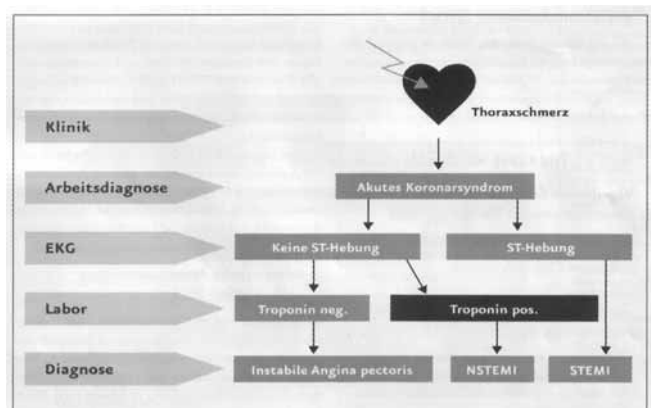 Thoraxschmerz
Klinik
Arbeitsdiagnose
Akutes Koronarsyndrom
EKG
Keine ST-Hebung
ST-Hebung
Labor
Troponin neg.
Troponin pos.
Diagnose
Instabile Angina pectoris
NSTEMI
STEMI